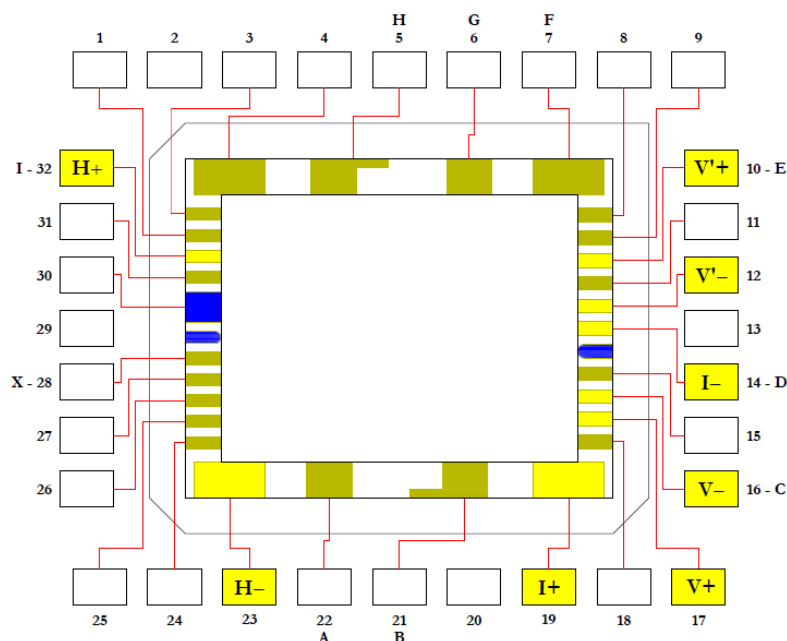 H G F
1 2 3 4 5 6 7 8 9
I - 32 H+ V'+ 10 - E
31 11
30 V'– 12
29 13
X - 28 I– 14 - D
27 15
26 V– 16 - C
H– I+ V+
25 24 23 22 21 20 19 18 17
A B